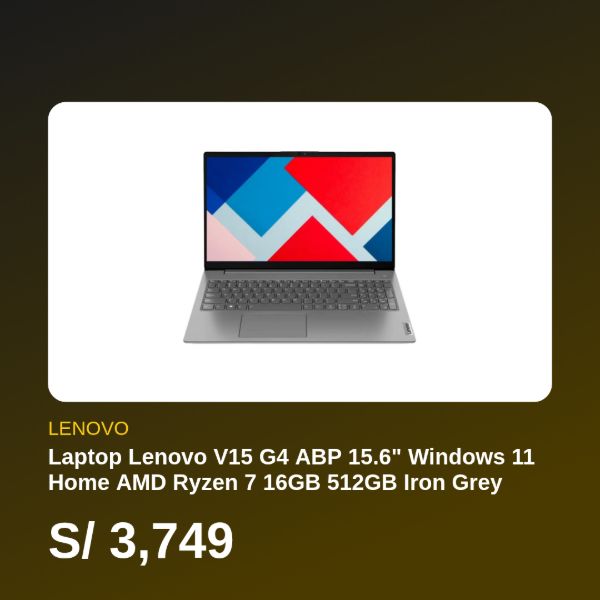 LENOVO
Laptop Lenovo V15 G4 ABP 15.6" Windows 11
Home AMD Ryzen 7 16GB 512GB Iron Grey
S/ 3,749